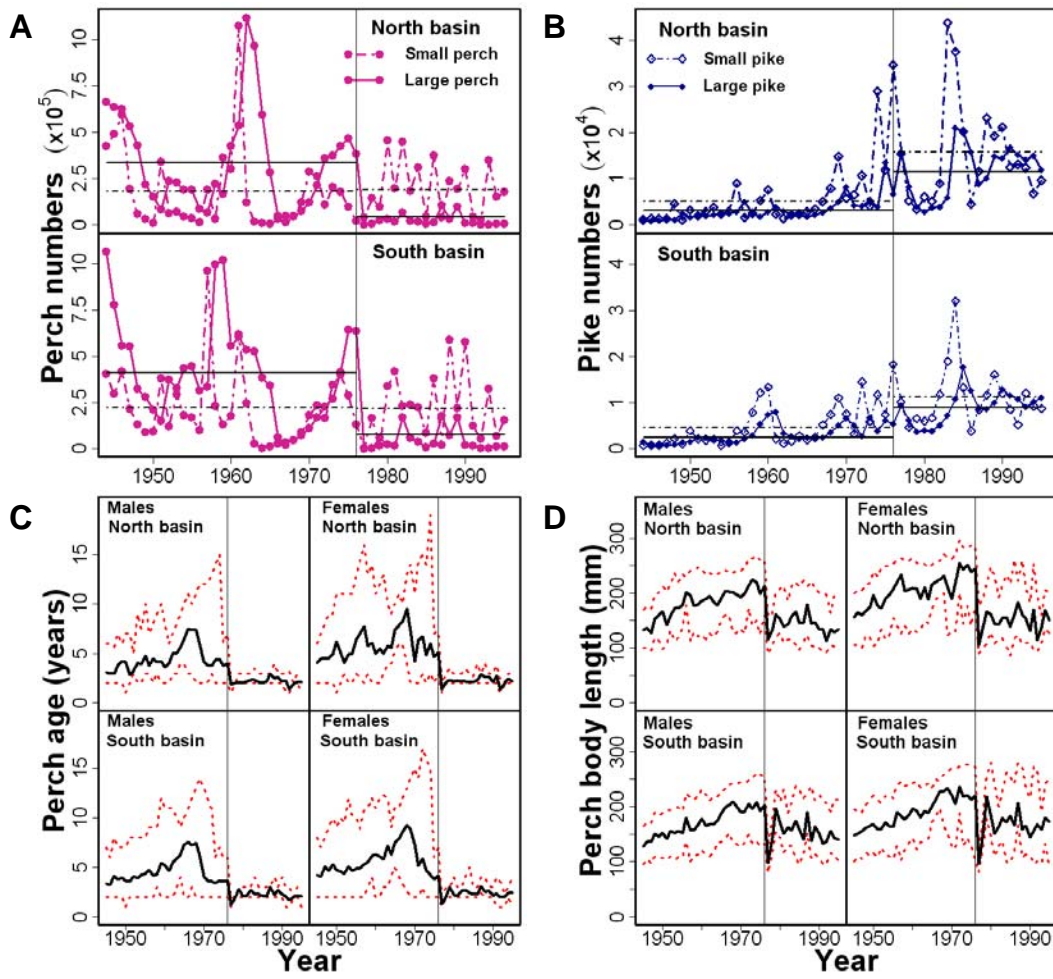 A
North basin
Small perch
Large perch
South basin
Perch numbers (x10⁵)
10
7.5
5
2.5
0
10
7.5
5
2.5
0
1950 1960 1970 1980 1990
B
North basin
Small pike
Large pike
South basin
Pike numbers (x10⁴)
4
3
2
1
0
4
3
2
1
0
1950 1960 1970 1980 1990
C
Males
North basin
Females
North basin
Males
South basin
Females
South basin
Perch age (years)
15
10
5
0
15
10
5
0
1950 1970 1990 1950 1970 1990
Year
D
Males
North basin
Females
North basin
Males
South basin
Females
South basin
Perch body length (mm)
300
200
100
0
300
200
100
0
1950 1970 1990 1950 1970 1990
Year